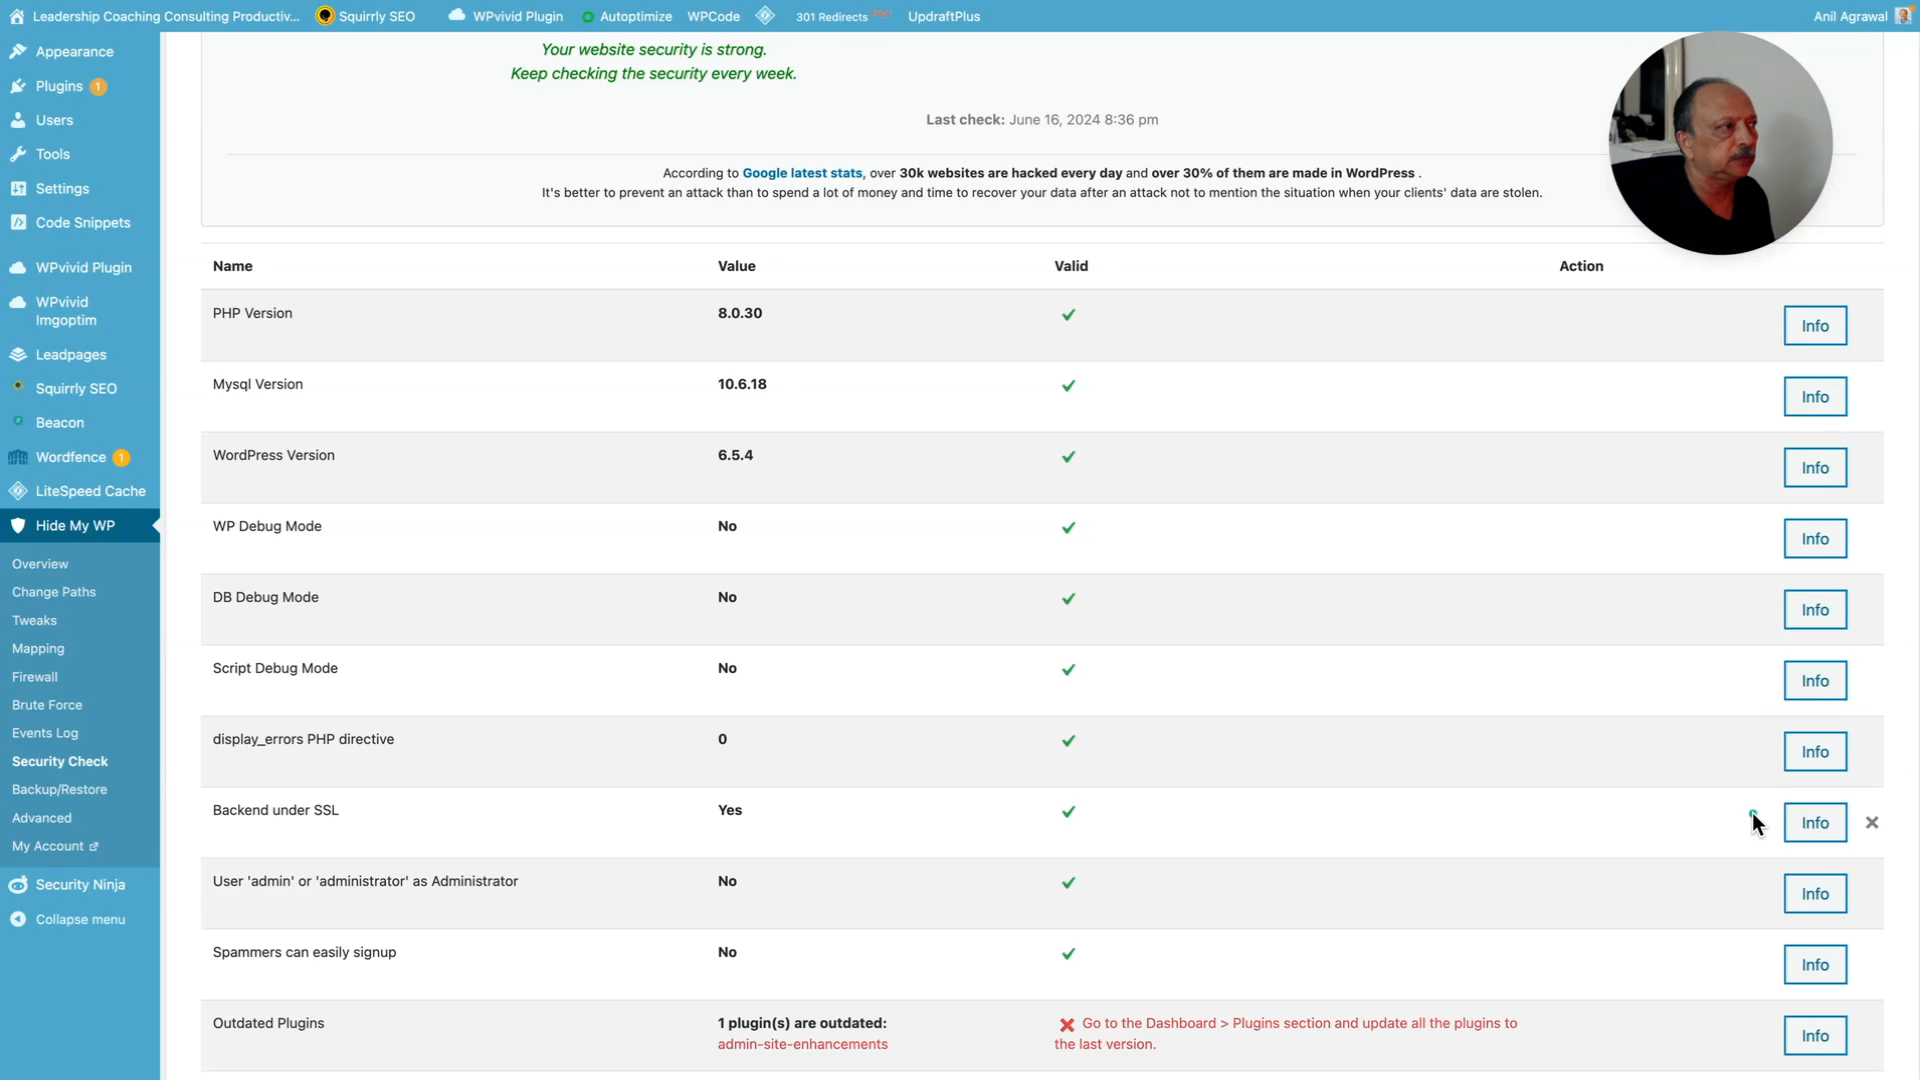 Leadership Coaching Consulting Productiv... Squirrly SEO WPvivid Plugin Autoptimize WPCode 301 Redirects PRO UpdraftPlus Anil Agrawal
Appearance
Plugins 1
Users
Tools
Settings
Code Snippets
WPvivid Plugin
WPvivid
Imgoptim
Leadpages
Squirrly SEO
Beacon
Wordfence 1
LiteSpeed Cache
Hide My WP
Overview
Change Paths
Tweaks
Mapping
Firewall
Brute Force
Events Log
Security Check
Backup/Restore
Advanced
My Account
Security Ninja
Collapse menu
Your website security is strong.
Keep checking the security every week.
Last check: June 16, 2024 8:36 pm
According to Google latest stats, over 30k websites are hacked every day and over 30% of them are made in WordPress .
It's better to prevent an attack than to spend a lot of money and time to recover your data after an attack not to mention the situation when your clients' data are stolen.
Name Value Valid Action
PHP Version 8.0.30 Info
Mysql Version 10.6.18 Info
WordPress Version 6.5.4 Info
WP Debug Mode No Info
DB Debug Mode No Info
Script Debug Mode No Info
display_errors PHP directive 0 Info
Backend under SSL Yes Info
User 'admin' or 'administrator' as Administrator No Info
Spammers can easily signup No Info
Outdated Plugins 1 plugin(s) are outdated: Go to the Dashboard > Plugins section and update all the plugins to Info
admin-site-enhancements the last version.